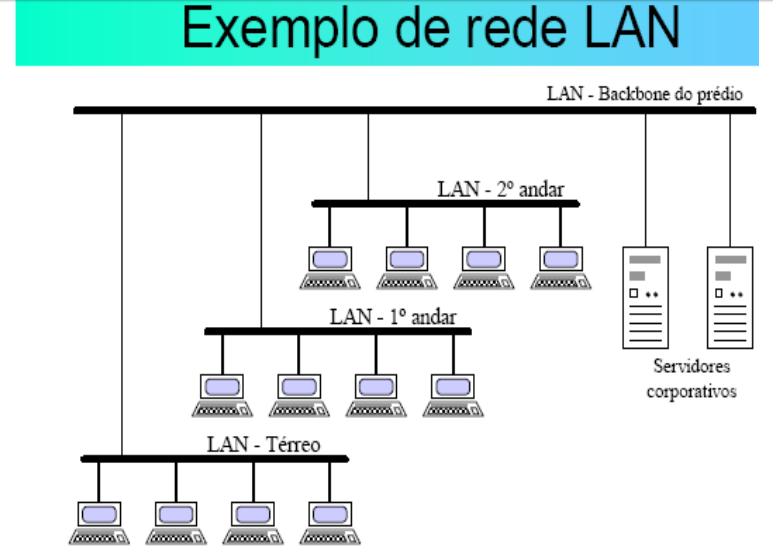 Exemplo de rede LAN
LAN - Backbone do prédio
LAN - 2º andar
LAN - 1º andar
Servidores
corporativos
LAN - Térreo